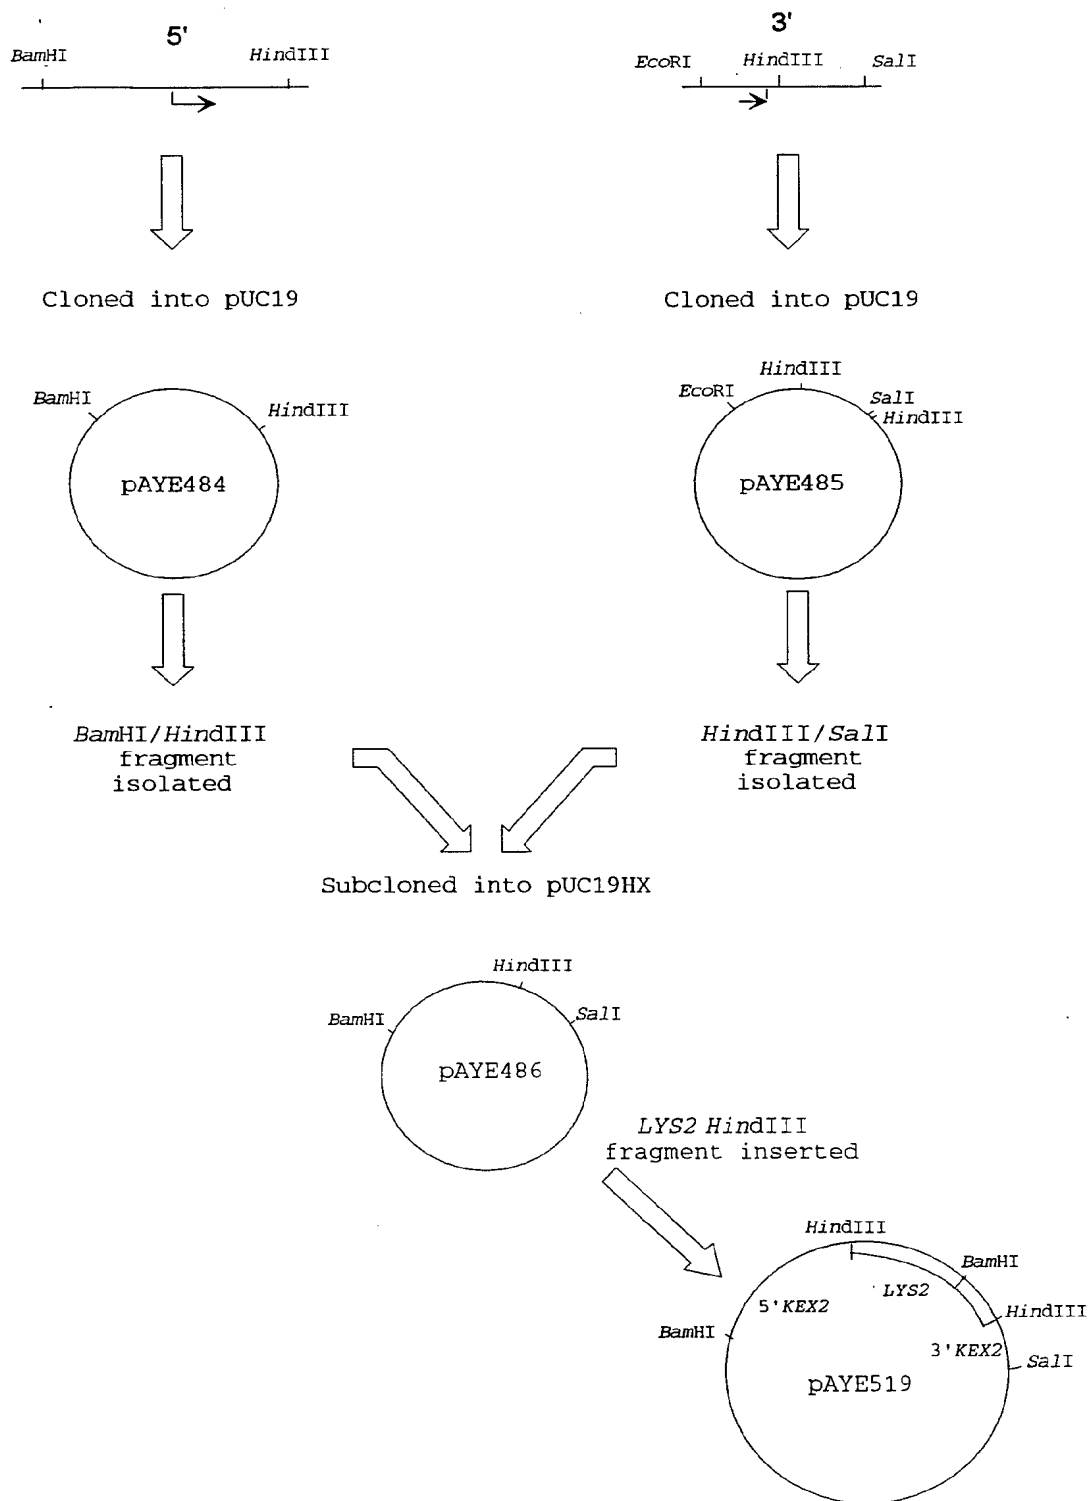 5'
BamHI
HindIII
3'
EcoRI
HindIII
SalI
Cloned into pUC19
Cloned into pUC19
BamHI
HindIII
pAYE484
HindIII
EcoRI
SalI
HindIII
pAYE485
BamHI/HindIII
fragment
isolated
HindIII/SalI
fragment
isolated
Subcloned into pUC19HX
HindIII
BamHI
SalI
pAYE486
LYS2 HindIII
fragment inserted
HindIII
BamHI
LYS2
5'KEX2
HindIII
BamHI
3'KEX2
SalI
pAYE519